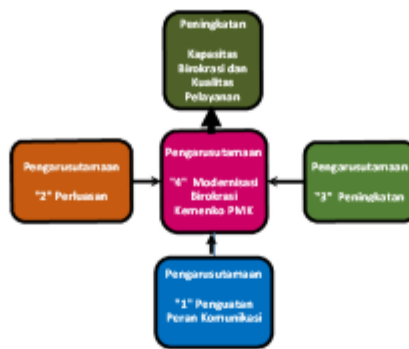 Peningkatan
Kapasitas
Birokrasi dan
Kualitas
Pelayanan
Pengarusutamaan
"2" Perluasan
Pengarusutamaan
"4" Modernisasi
Birokrasi
Kemenko PMK
Pengarusutamaan
"3" Peningkatan
Pengarusutamaan
"1" Penguatan
Peran Komunikasi